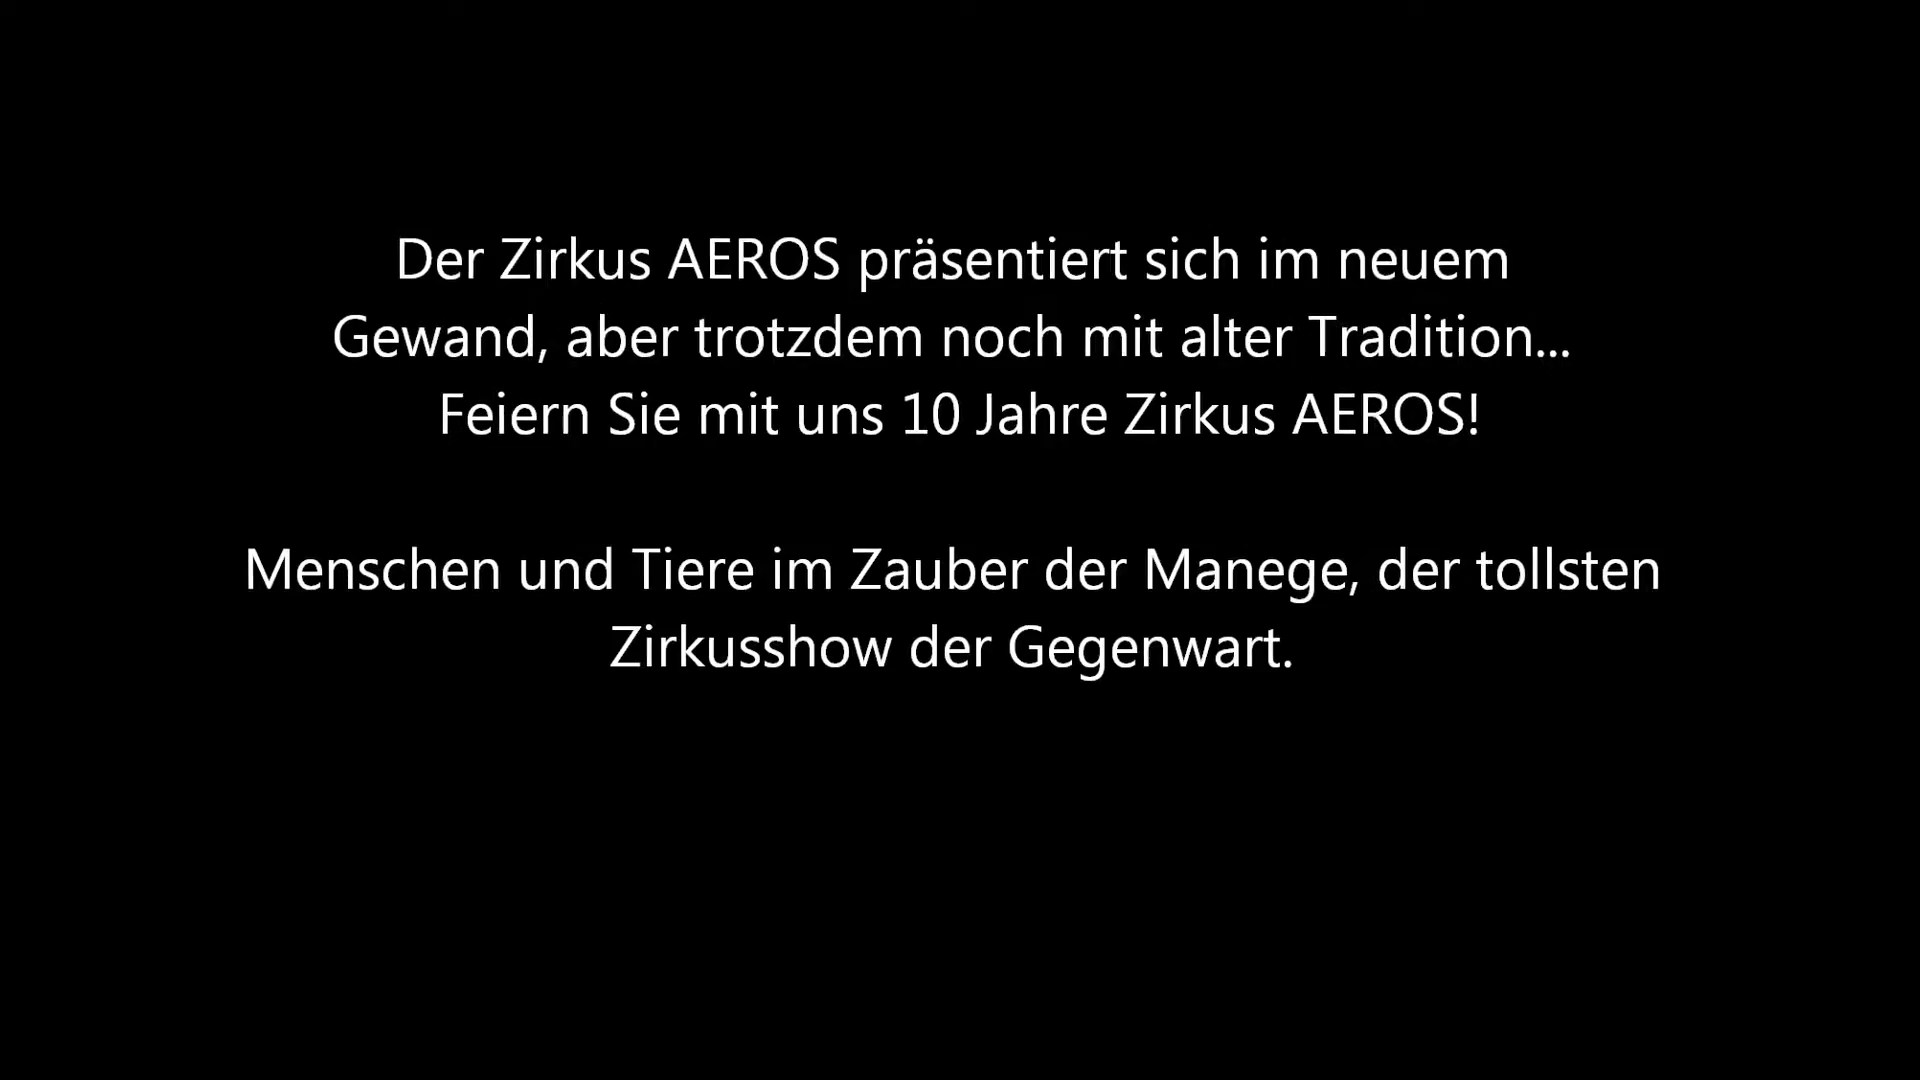 Der Zirkus AEROS präsentiert sich im neuem
Gewand, aber trotzdem noch mit alter Tradition...
Feiern Sie mit uns 10 Jahre Zirkus AEROS!
Menschen und Tiere im Zauber der Manege, der tollsten
Zirkusshow der Gegenwart.